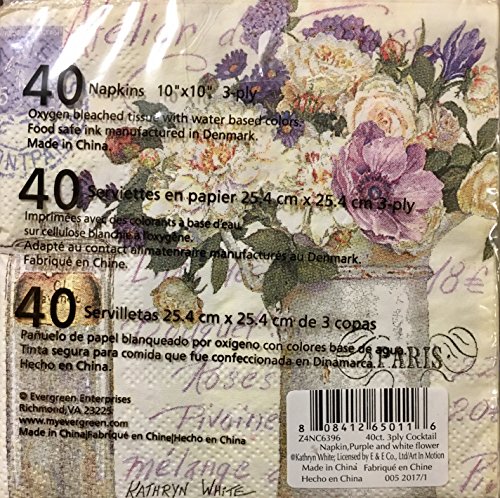 Atelier de
40 Napkins 10"x10" 3-ply
Oxygen bleached tissue with water based colors.
Food safe ink manufactured in Denmark.
Made in China.
40 Serviettes en papier 25.4 cm x 25.4 cm 3-ply
Imprimées avec des colorants à base d'eau,
sur cellulose blanchie à l'oxygène.
Adapté au contact alimatenraire manufacturés au Denmark.
Fabriqué en Chine.
18€
40 Servilletas 25.4 cm x 25.4 cm de 3 copas
Pañuelo de papel blanqueado por oxígeno con colores base de agua.
Tinta segura para comida que fue confeccionada en Dinamarca.
Hecho en China.
PARIS
Roses
© Evergreen Enterprises
Richmond,VA 23225
www.myevergreen.com
Made in China|Fabriqué en Chine|Hecho en China
Pivoine
mélange
KATHRYN WHITE
8 08412 65011 6
Z4NC6396 40ct. 3ply Cocktail
Napkin,Purple and white flower
©Kathryn White; Licensed by E & E Co., Ltd/Art In Motion
Made in China Fabriqué en Chine
Hecho en China 005 2017/1